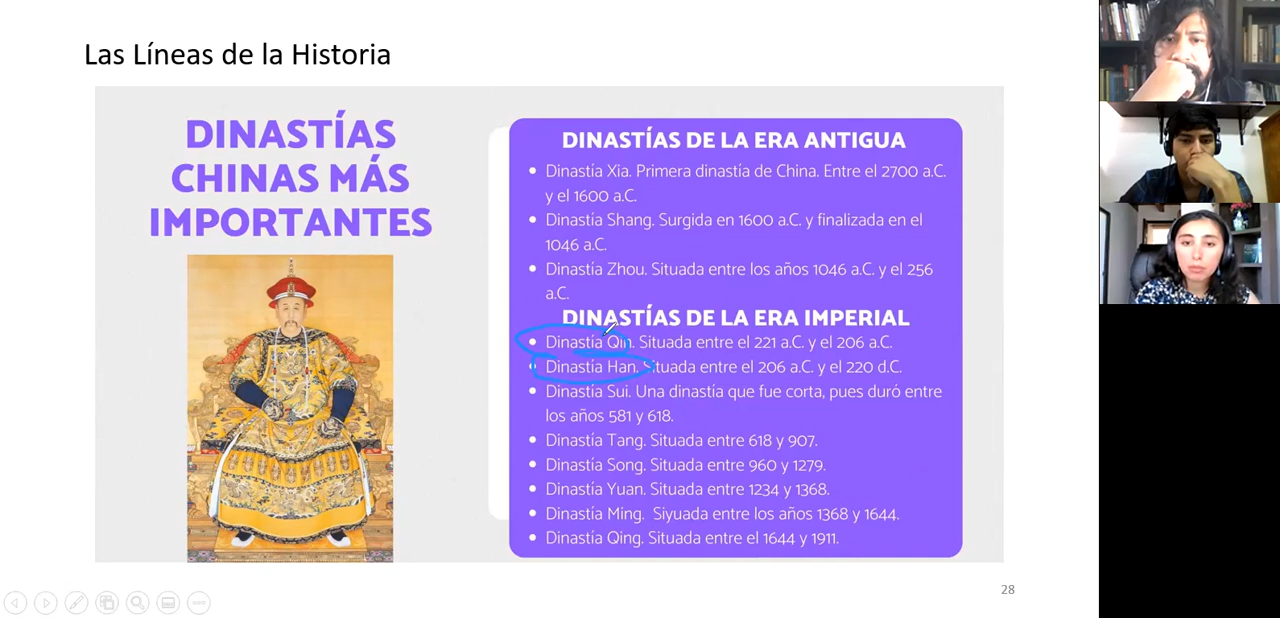 Las Líneas de la Historia
DINASTÍAS
CHINAS MÁS
IMPORTANTES
DINASTÍAS DE LA ERA ANTIGUA
Dinastía Xia. Primera dinastía de China. Entre el 2700 a.C.
y el 1600 a.C.
Dinastía Shang. Surgida en 1600 a.C. y finalizada en el
1046 a.C.
Dinastía Zhou. Situada entre los años 1046 a.C. y el 256
a.C.
DINASTÍAS DE LA ERA IMPERIAL
Dinastía Qin. Situada entre el 221 a.C. y el 206 a.C.
Dinastía Han. Situada entre el 206 a.C. y el 220 d.C.
Dinastía Sui. Una dinastía que fue corta, pues duró entre
los años 581 y 618.
Dinastía Tang. Situada entre 618 y 907.
Dinastía Song. Situada entre 960 y 1279.
Dinastía Yuan. Situada entre 1234 y 1368.
Dinastía Ming. Siyuada entre los años 1368 y 1644.
Dinastía Qing. Situada entre el 1644 y 1911.
28